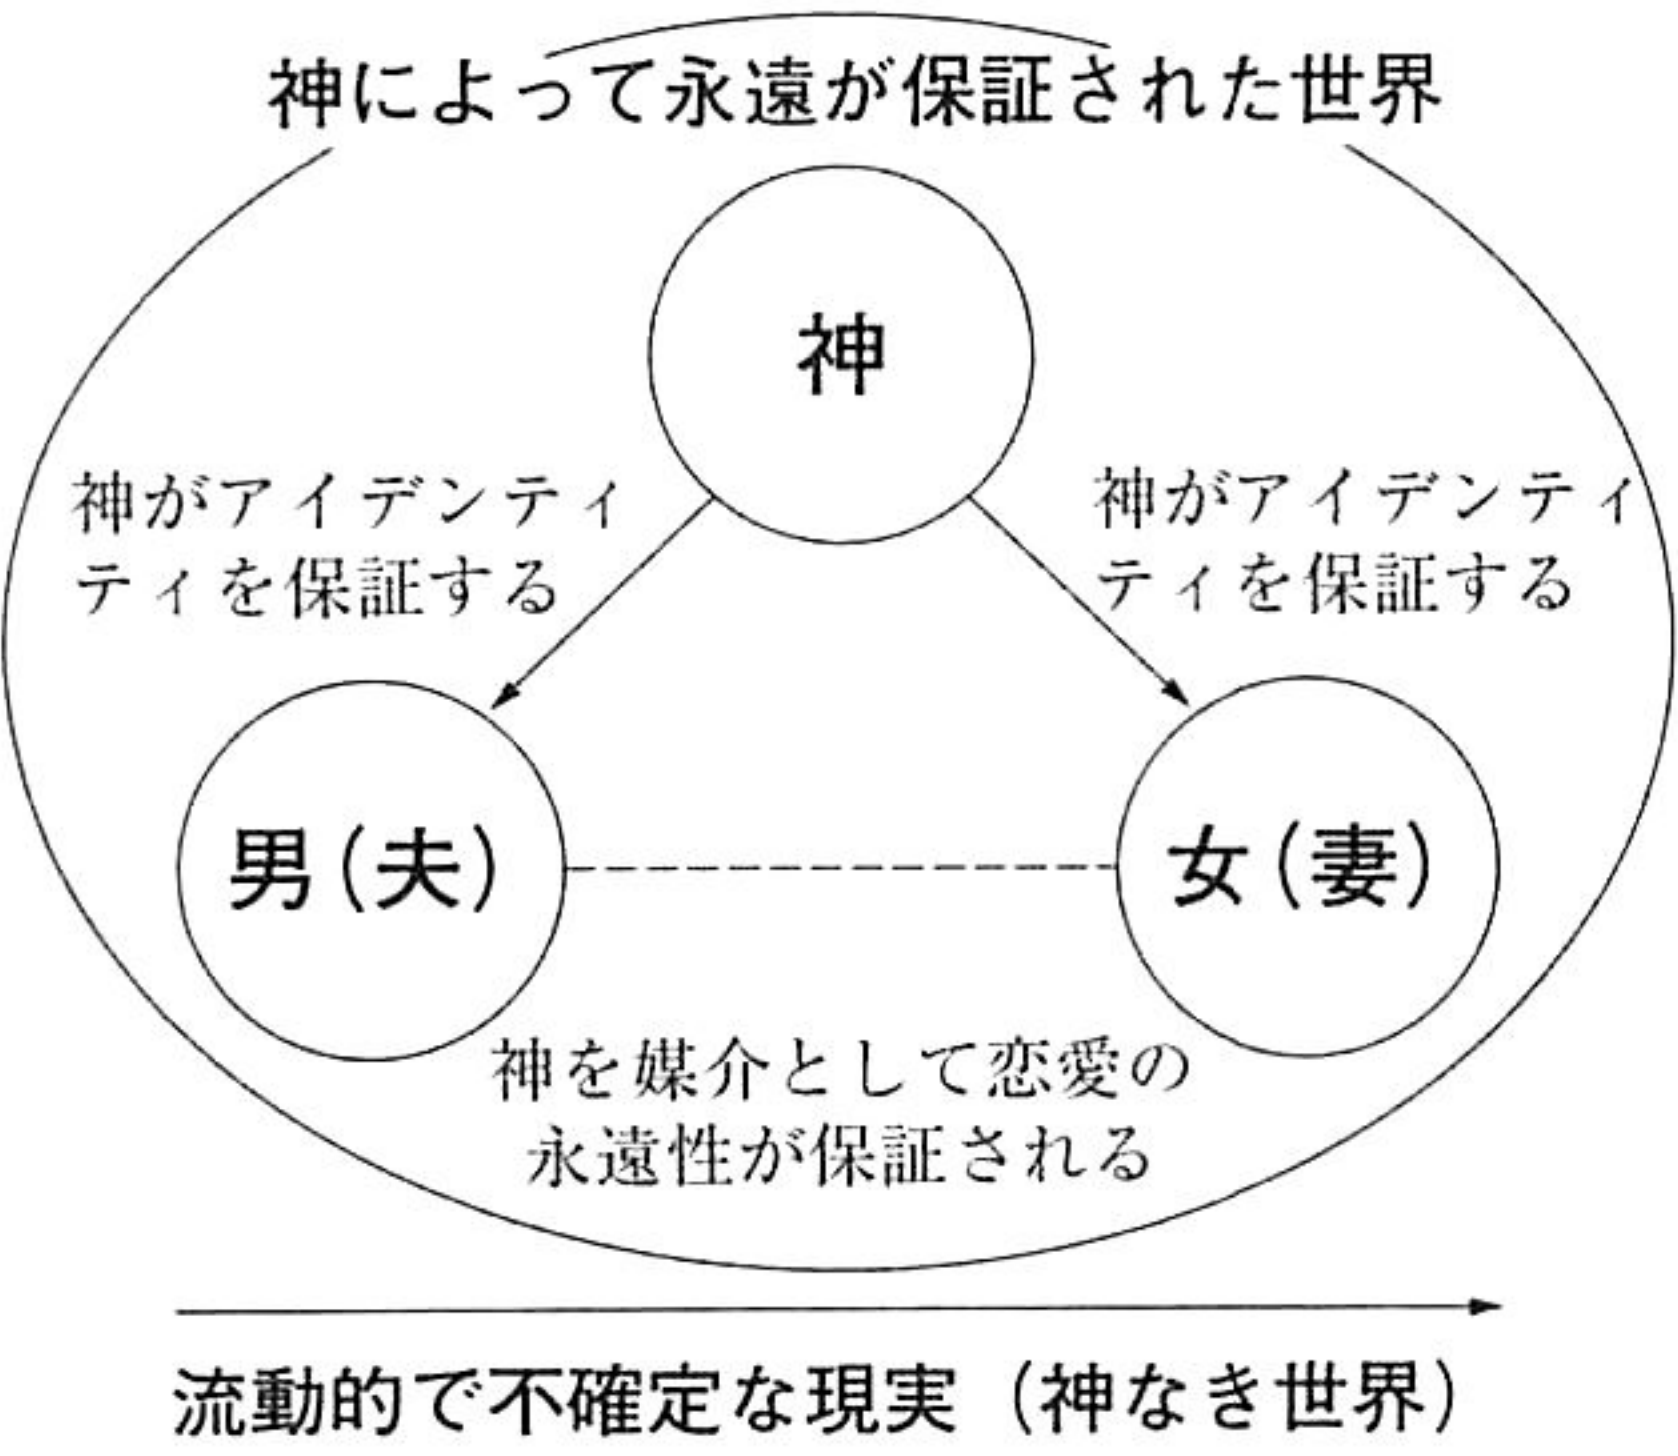 神によって永遠が保証された世界
神
神がアイデンティ
ティを保証する
神がアイデンティ
ティを保証する
男(夫)
女(妻)
神を媒介として恋愛の
永遠性が保証される
流動的で不確定な現実（神なき世界）